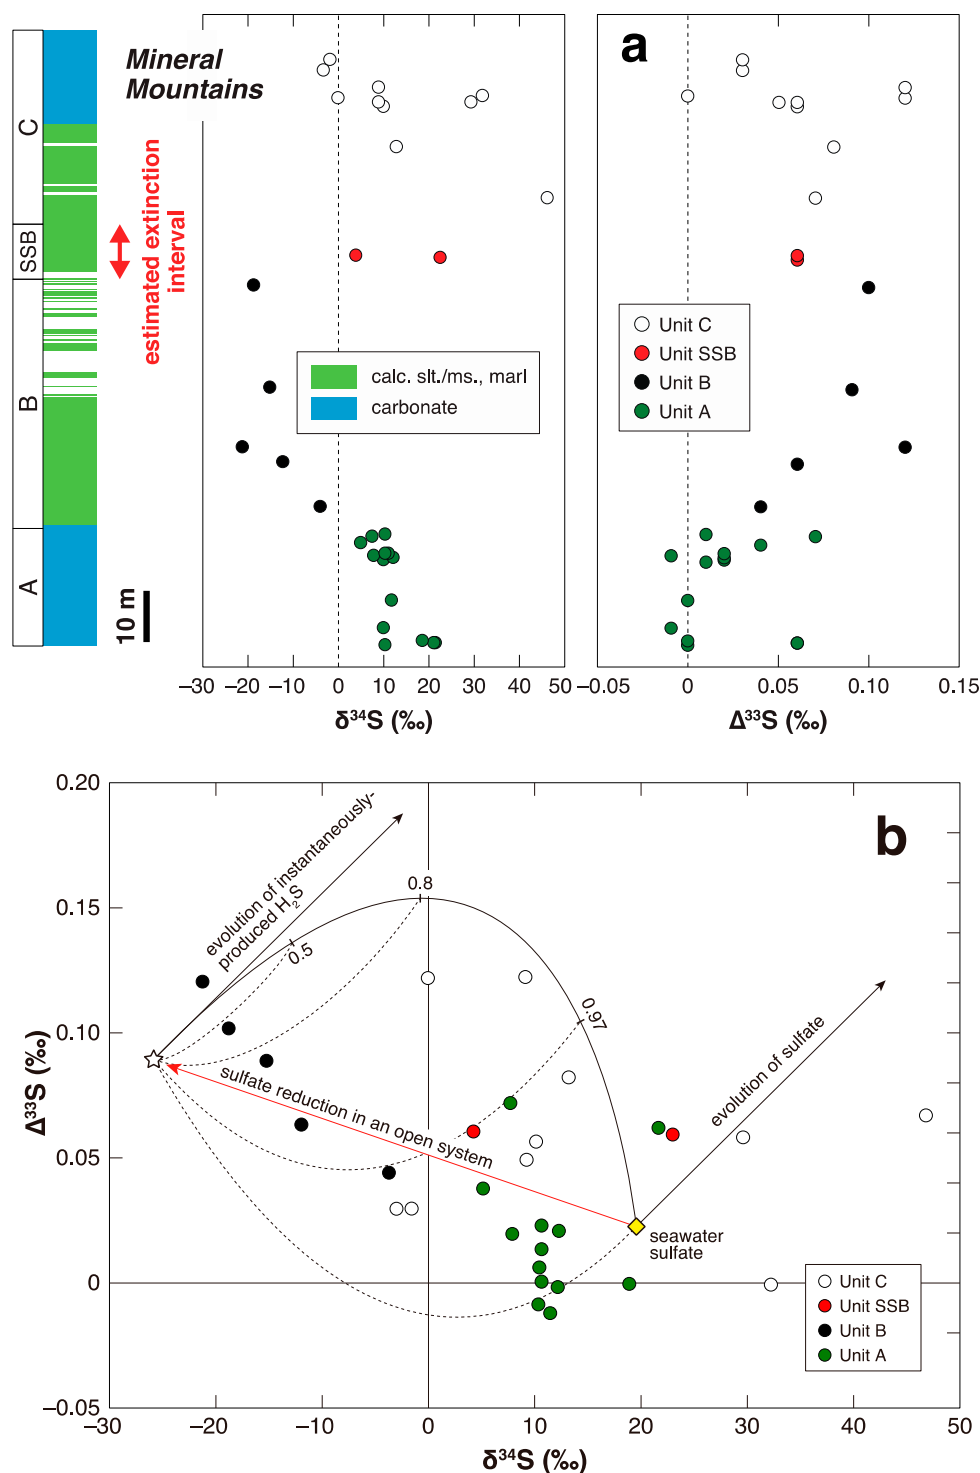 Mineral
Mountains
a
C
SSB
B
A
estimated extinction
interval
10 m
calc. slt./ms., marl
carbonate
Unit C
Unit SSB
Unit B
Unit A
–30 –20 –10 0 10 20 30 40 50
δ³⁴S (‰)
–0.05 0 0.05 0.10 0.15
Δ³³S (‰)
b
0.20
0.15
0.10
0.05
0
–0.05
Δ³³S (‰)
evolution of instantaneously-
produced H₂S
0.5
0.8
0.97
sulfate reduction in an open system
evolution of sulfate
seawater
sulfate
Unit C
Unit SSB
Unit B
Unit A
–30 –20 –10 0 10 20 30 40 50
δ³⁴S (‰)